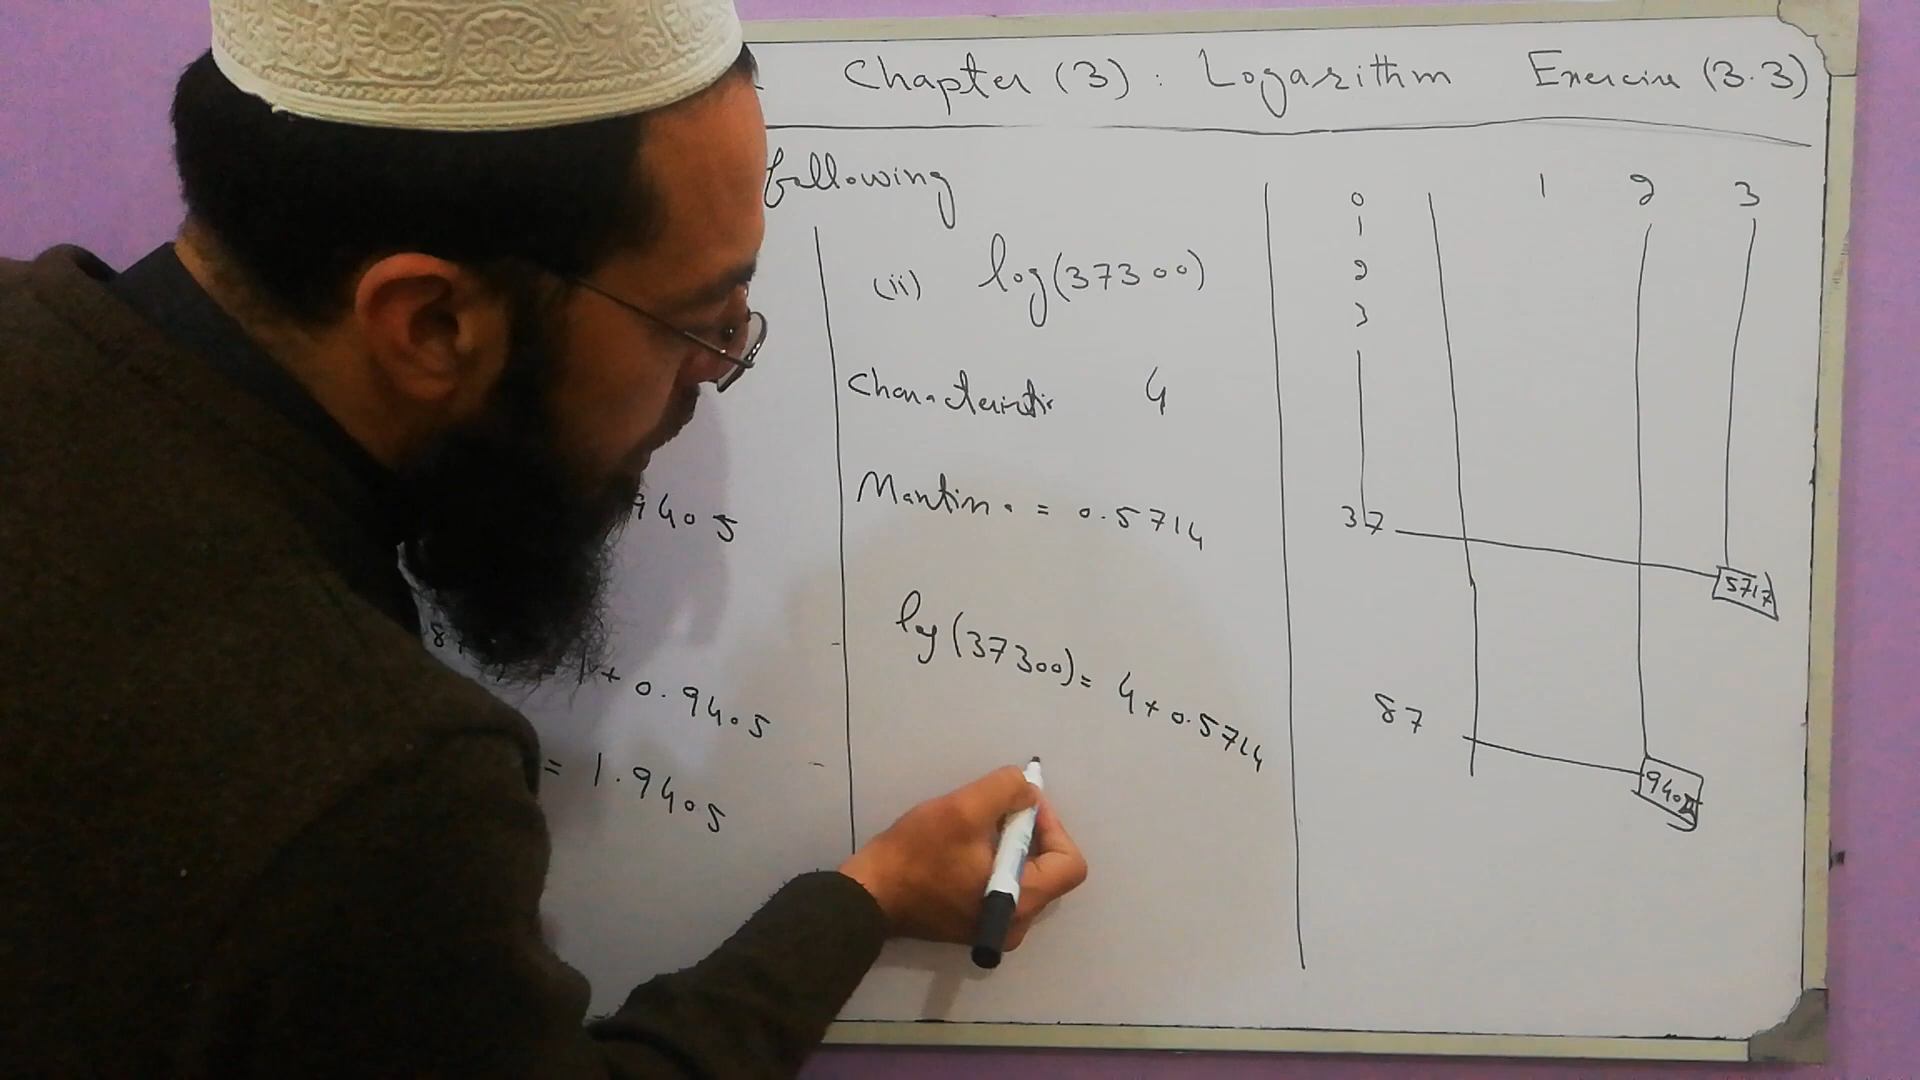 Chapter (3) : Logarithm Exercise (3.3)
following
9405
1 + 0.9405
= 1.9405
(ii) log(37300)
Characteristic 4
Mantissa = 0.5714
log(37300) = 4 + 0.5714
1 2 3
0
1
2
3
37
5717
87